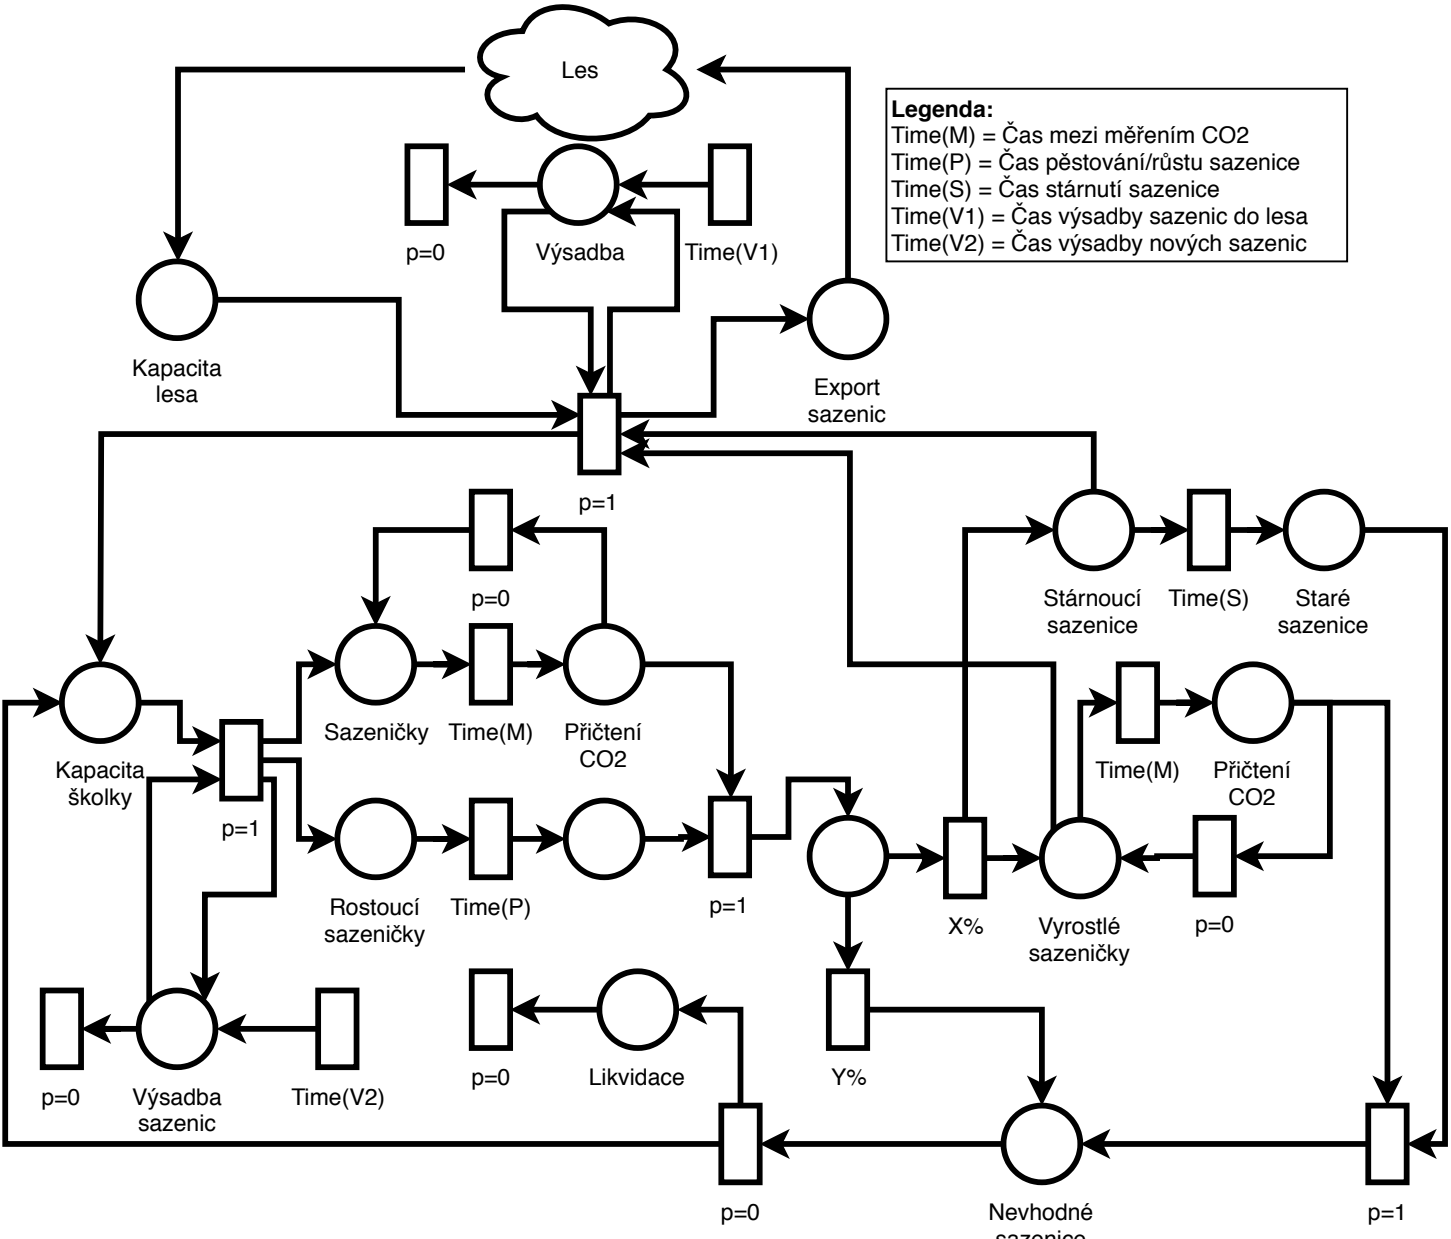 Les
Legenda:
Time(M) = Čas mezi měřením CO2
Time(P) = Čas pěstování/růstu sazenice
Time(S) = Čas stárnutí sazenice
Time(V1) = Čas výsadby sazenic do lesa
Time(V2) = Čas výsadby nových sazenic
p=0
Výsadba
Time(V1)
Kapacita
lesa
Export
sazenic
p=1
p=0
Stárnoucí
sazenice
Time(S)
Staré
sazenice
Sazeničky
Time(M)
Přičtení
CO2
Kapacita
školky
p=1
Time(M)
Přičtení
CO2
Rostoucí
sazeničky
Time(P)
p=1
X%
Vyrostlé
sazeničky
p=0
p=0
Výsadba
sazenic
Time(V2)
p=0
Likvidace
Y%
p=0
Nevhodné
sazenice
p=1